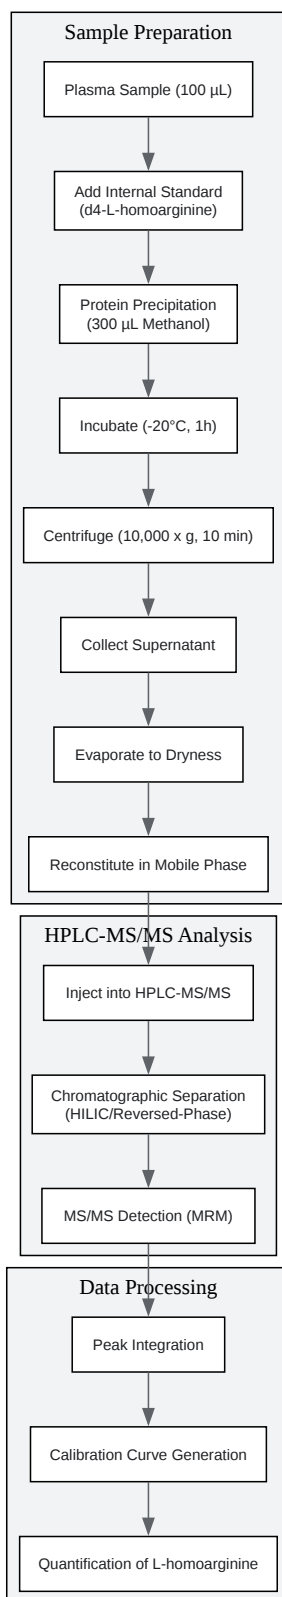 Sample Preparation
Plasma Sample (100 µL)
Add Internal Standard
(d4-L-homoarginine)
Protein Precipitation
(300 µL Methanol)
Incubate (-20°C, 1h)
Centrifuge (10,000 x g, 10 min)
Collect Supernatant
Evaporate to Dryness
Reconstitute in Mobile Phase
HPLC-MS/MS Analysis
Inject into HPLC-MS/MS
Chromatographic Separation
(HILIC/Reversed-Phase)
MS/MS Detection (MRM)
Data Processing
Peak Integration
Calibration Curve Generation
Quantification of L-homoarginine